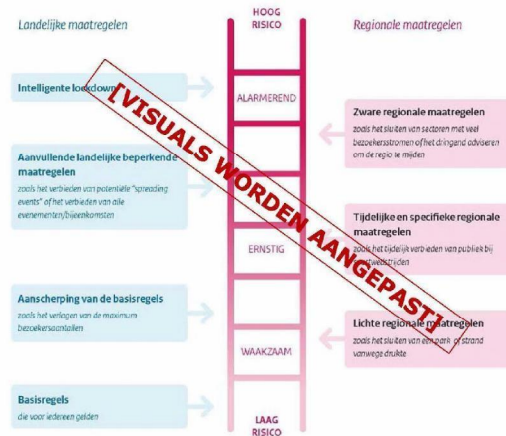 Landelijke maatregelen
HOOG
RISICO
Regionale maatregelen
Intelligente lockdown
ALARMEREND
Zware regionale maatregelen
zoals het sluiten van sectoren met veel
bezoekersstromen of het dringend adviseren
om de regio te mijden
Aanvullende landelijke beperkende
maatregelen
zoals het verbieden van potentiële "spreading
events" of het verbieden van alle
evenementen/bijeenkomsten
[VISUALS WORDEN AANGEPAST]
Tijdelijke en specifieke regionale
maatregelen
zoals het tijdelijk verbieden van publiek bij
sportwedstrijden
ERNSTIG
Aanscherping van de basisregels
zoals het verlagen van de maximum
bezoekersaantallen
Lichte regionale maatregelen
zoals het sluiten van een park of strand
vanwege drukte
WAAKZAAM
Basisregels
die voor iedereen gelden
LAAG
RISICO